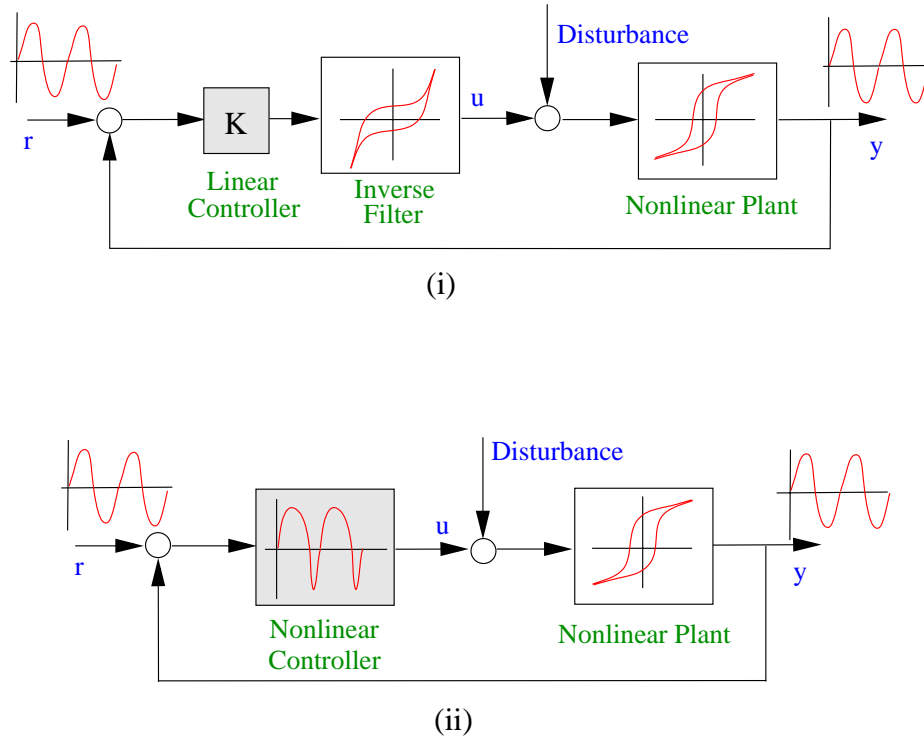 Disturbance
u
K
r
y
Linear
Controller
Inverse
Filter
Nonlinear Plant
(i)
Disturbance
u
r
y
Nonlinear
Controller
Nonlinear Plant
(ii)